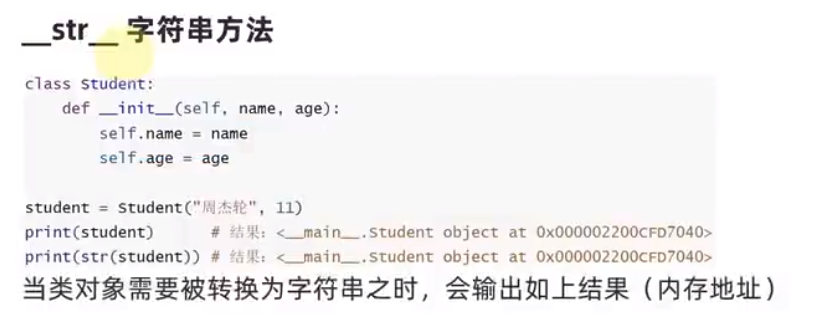 __str__ 字符串方法
class Student:
    def __init__(self, name, age):
        self.name = name
        self.age = age
student = Student("周杰轮", 11)
print(student)      # 结果：<__main__.Student object at 0x000002200CFD7040>
print(str(student)) # 结果：<__main__.Student object at 0x000002200CFD7040>
当类对象需要被转换为字符串之时，会输出如上结果（内存地址）